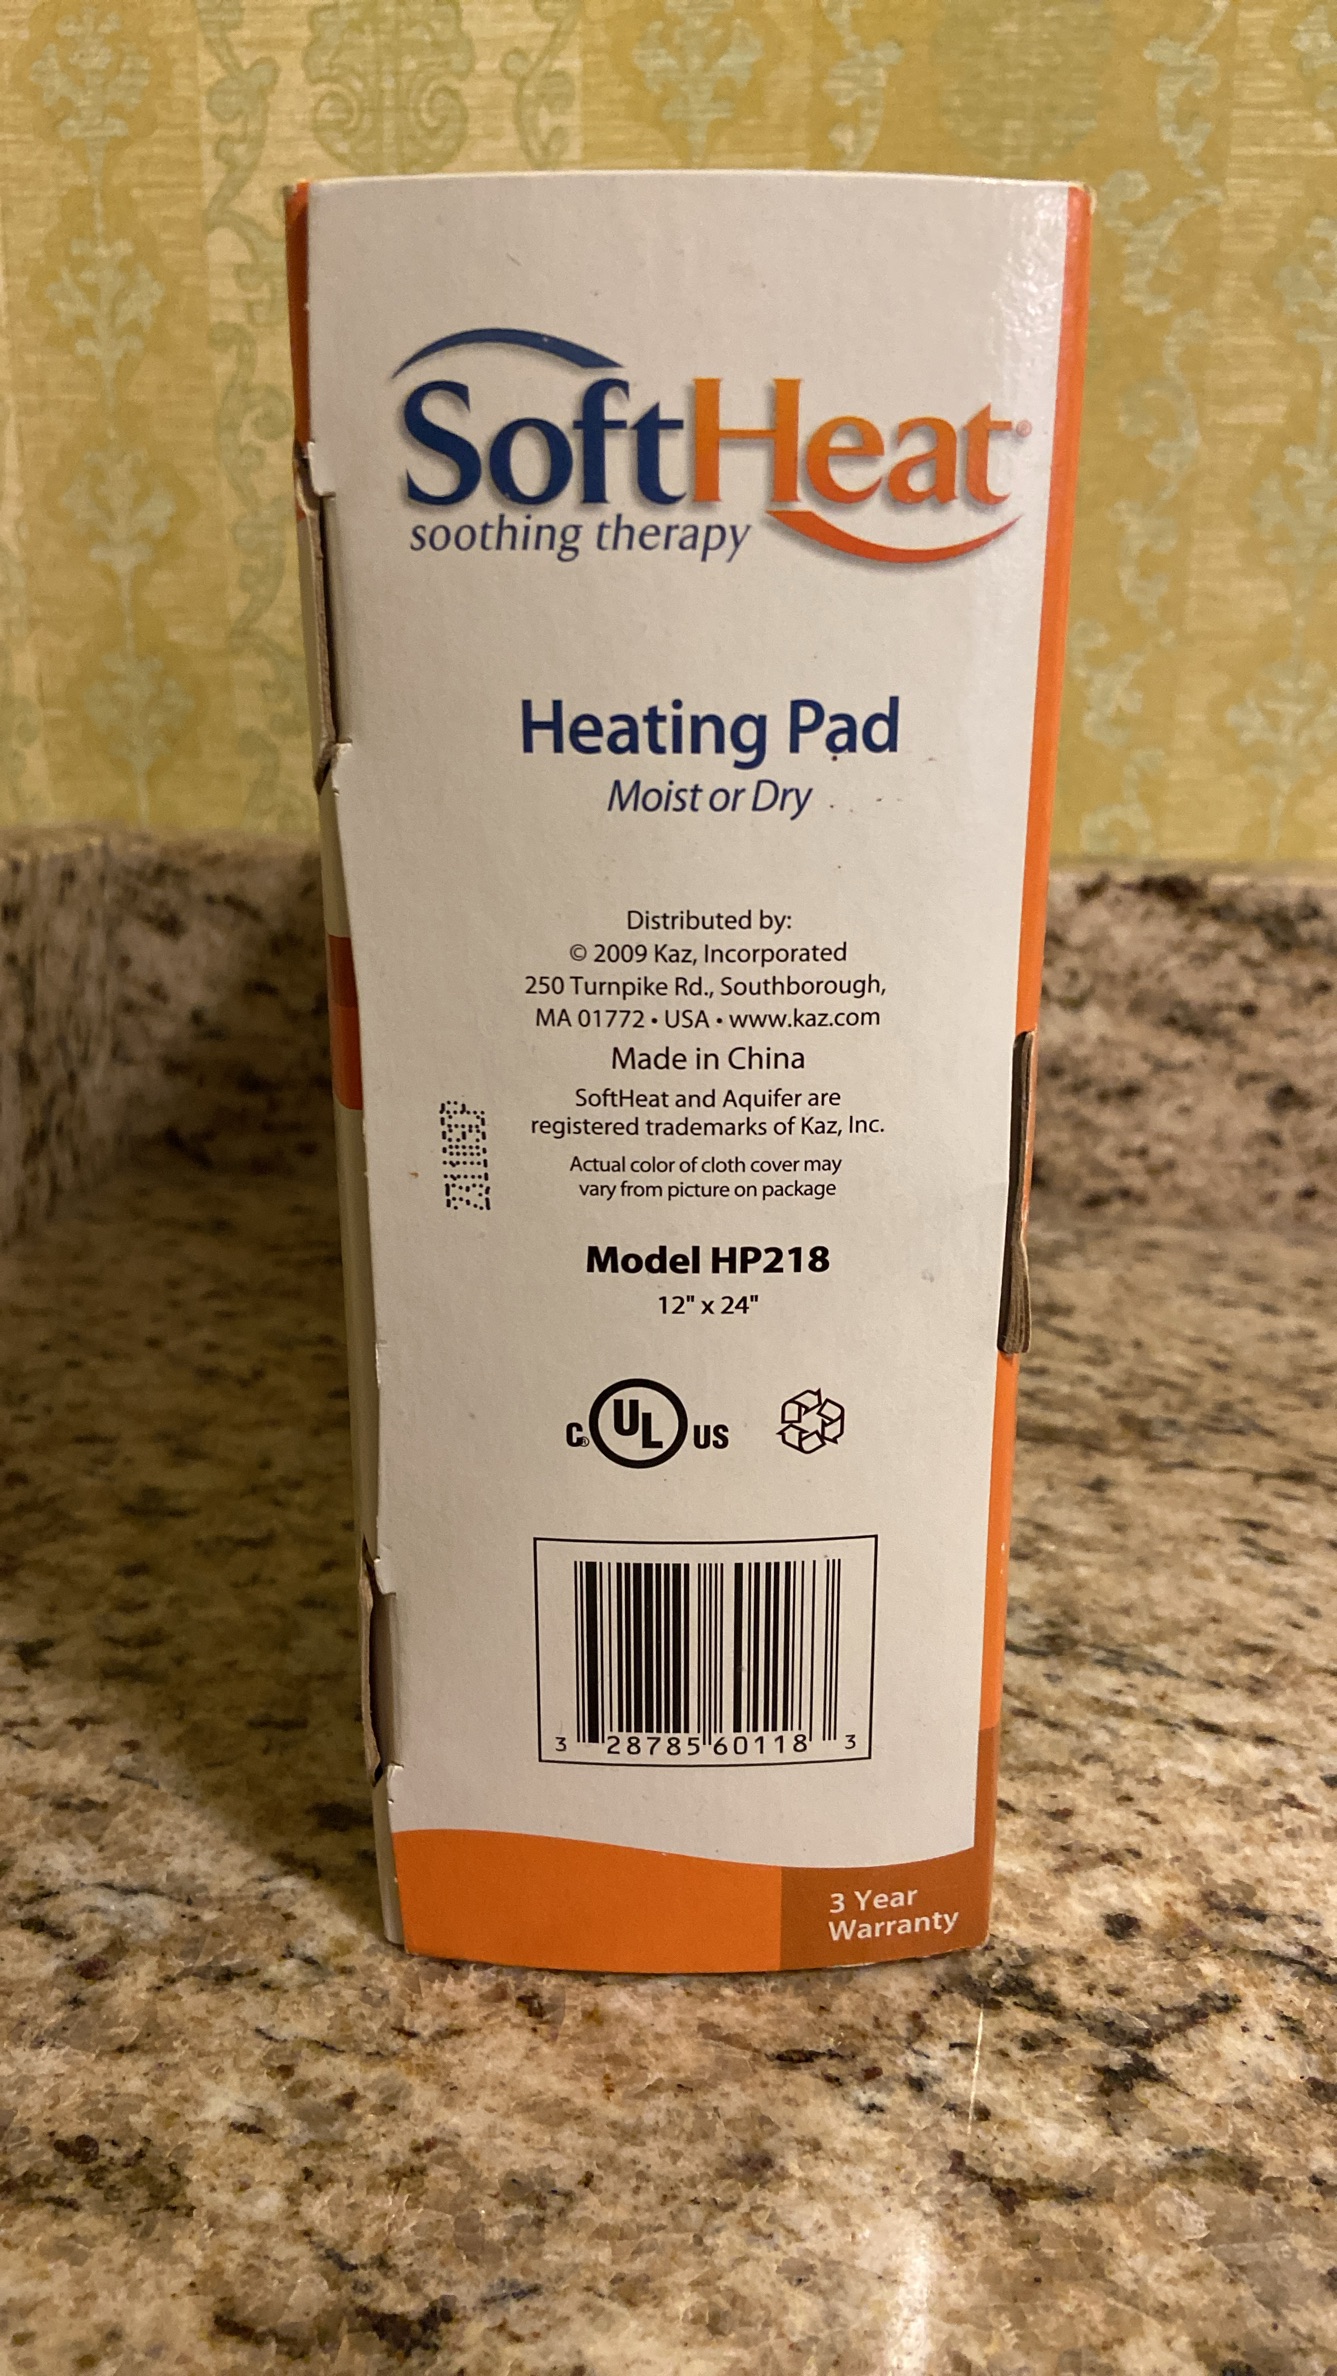 SoftHeat®
soothing therapy
Heating Pad
Moist or Dry
Distributed by:
© 2009 Kaz, Incorporated
250 Turnpike Rd., Southborough,
MA 01772 • USA • www.kaz.com
Made in China
SoftHeat and Aquifer are
registered trademarks of Kaz, Inc.
Actual color of cloth cover may
vary from picture on package
Model HP218
12" x 24"
C® UL US
3 28785 60118 3
3 Year
Warranty